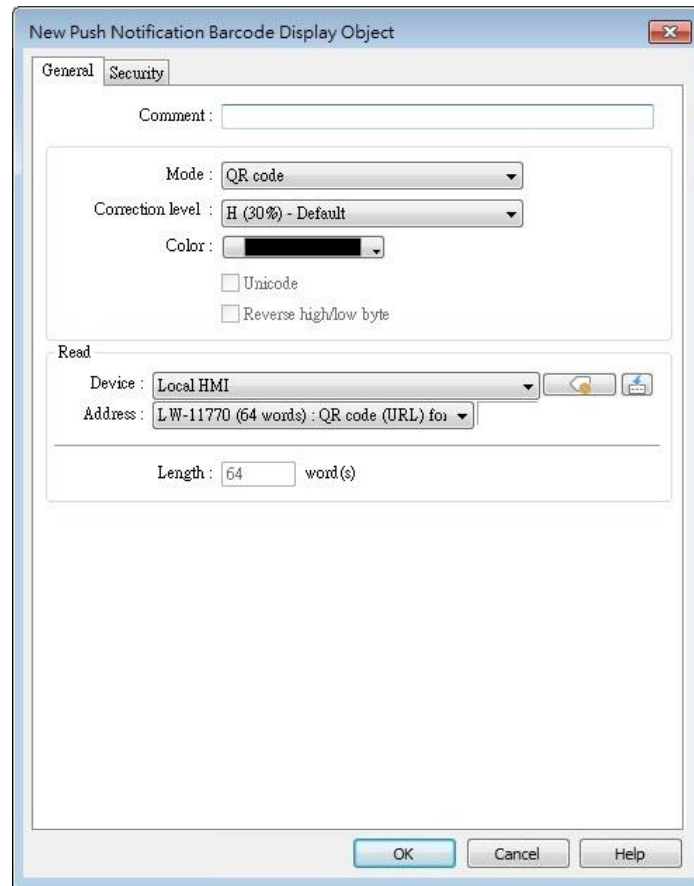 New Push Notification Barcode Display Object
General Security
Comment :
Mode : QR code
Correction level : H (30%) - Default
Color :
Unicode
Reverse high/low byte
Read
Device : Local HMI
Address : LW-11770 (64 words) : QR code (URL) for
Length : 64 word(s)
OK Cancel Help